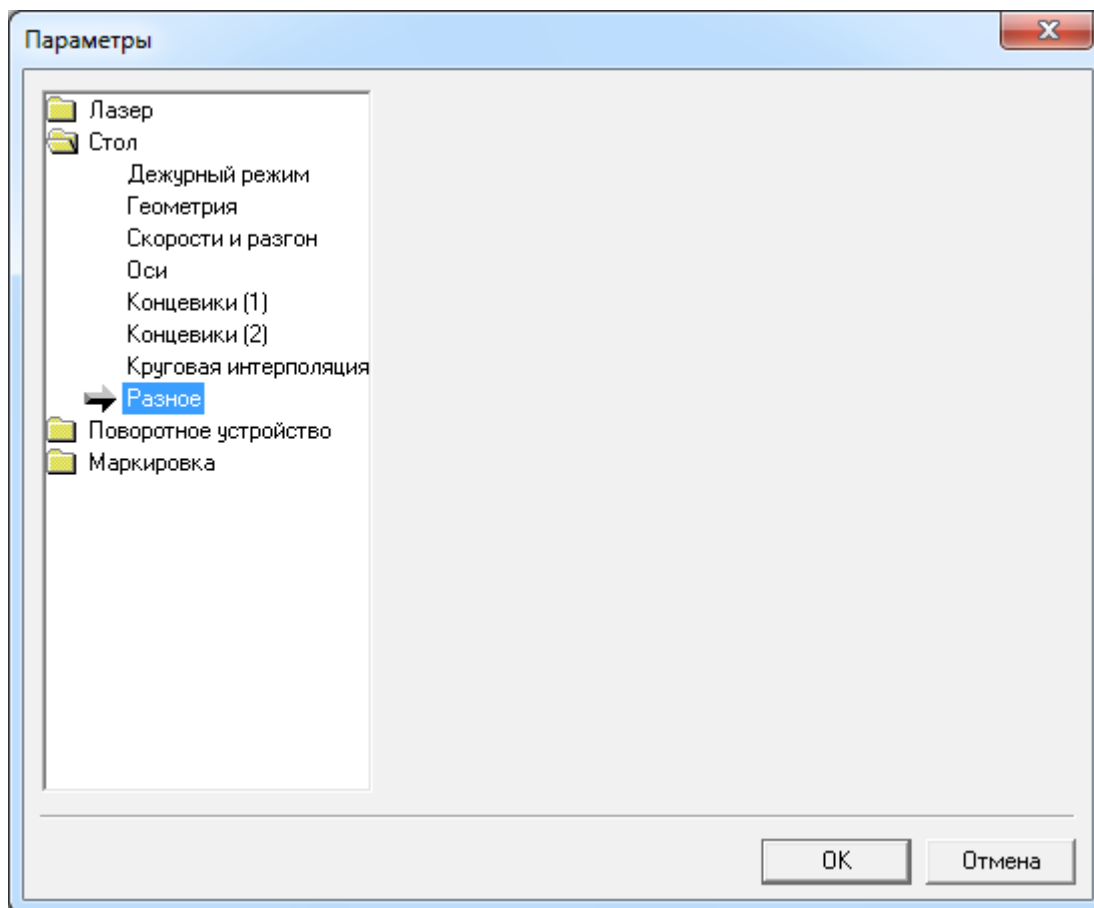 Параметры
Лазер
Стол
Дежурный режим
Геометрия
Скорости и разгон
Оси
Концевики (1)
Концевики (2)
Круговая интерполяция
Разное
Поворотное устройство
Маркировка
OK Отмена